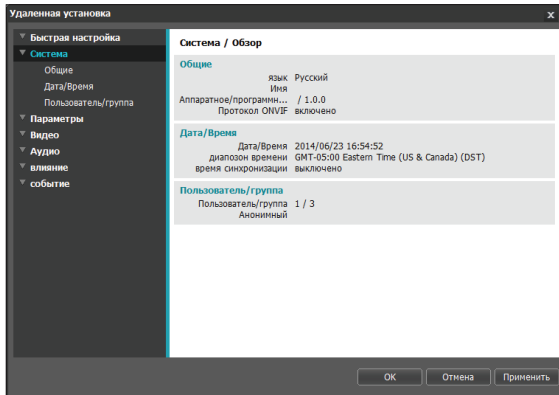 Удаленная установка
x
Быстрая настройка
Система
Общие
Дата/Время
Пользователь/группа
Параметры
Видео
Аудио
влияние
событие
Система / Обзор
Общие
язык Русский
Имя
Аппаратное/программн... / 1.0.0
Протокол ONVIF включено
Дата/Время
Дата/Время 2014/06/23 16:54:52
диапозон времени GMT-05:00 Eastern Time (US & Canada) (DST)
время синхронизации выключено
Пользователь/группа
Пользователь/группа 1 / 3
Анонимный
OK Отмена Применить